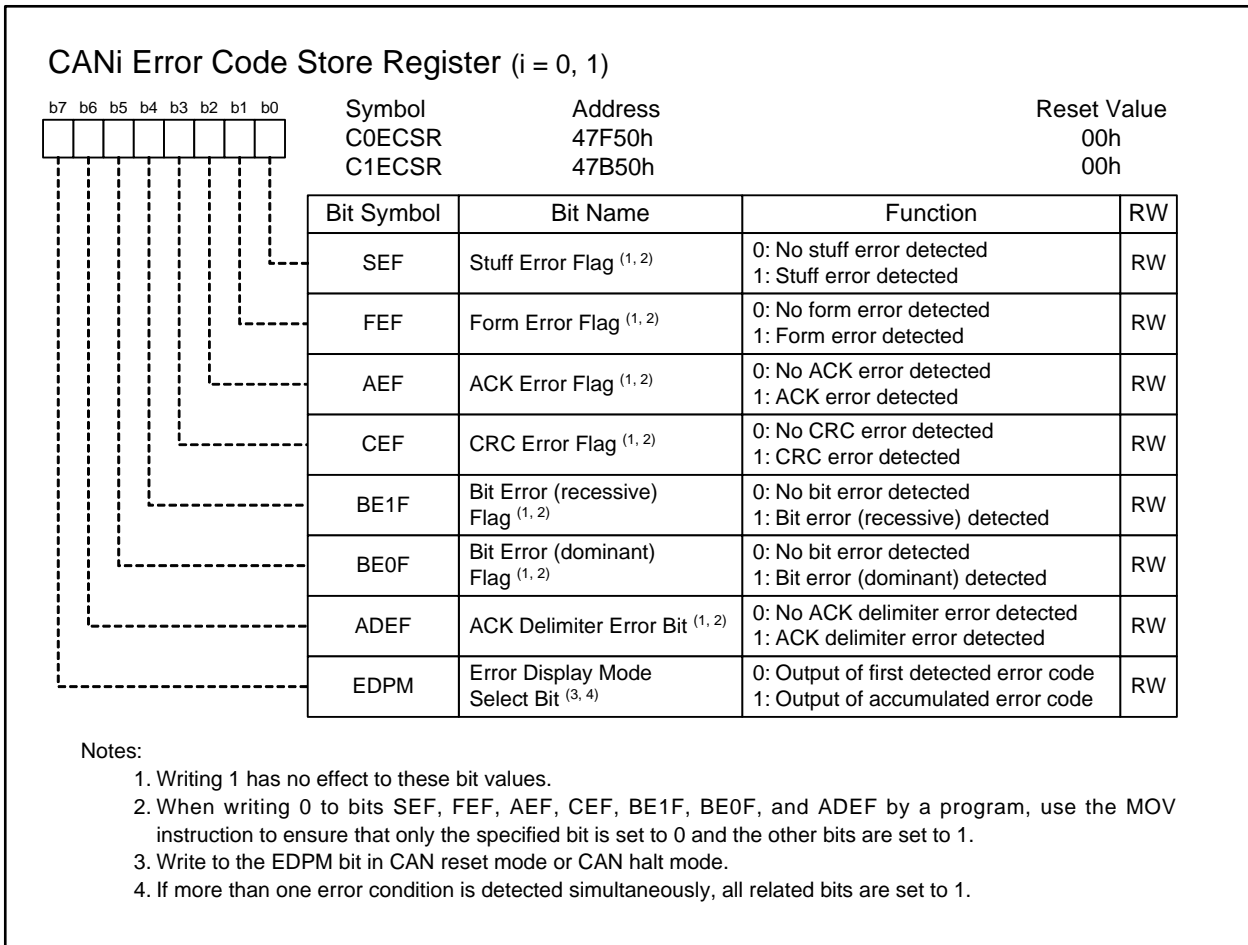 CANi Error Code Store Register (i = 0, 1)
b7 b6 b5 b4 b3 b2 b1 b0
Symbol Address Reset Value
C0ECSR 47F50h 00h
C1ECSR 47B50h 00h
Bit Symbol Bit Name Function RW
SEF Stuff Error Flag (1, 2) 0: No stuff error detected
1: Stuff error detected RW
FEF Form Error Flag (1, 2) 0: No form error detected
1: Form error detected RW
AEF ACK Error Flag (1, 2) 0: No ACK error detected
1: ACK error detected RW
CEF CRC Error Flag (1, 2) 0: No CRC error detected
1: CRC error detected RW
BE1F Bit Error (recessive)
Flag (1, 2) 0: No bit error detected
1: Bit error (recessive) detected RW
BE0F Bit Error (dominant)
Flag (1, 2) 0: No bit error detected
1: Bit error (dominant) detected RW
ADEF ACK Delimiter Error Bit (1, 2) 0: No ACK delimiter error detected
1: ACK delimiter error detected RW
EDPM Error Display Mode
Select Bit (3, 4) 0: Output of first detected error code
1: Output of accumulated error code RW
Notes:
1. Writing 1 has no effect to these bit values.
2. When writing 0 to bits SEF, FEF, AEF, CEF, BE1F, BE0F, and ADEF by a program, use the MOV
instruction to ensure that only the specified bit is set to 0 and the other bits are set to 1.
3. Write to the EDPM bit in CAN reset mode or CAN halt mode.
4. If more than one error condition is detected simultaneously, all related bits are set to 1.